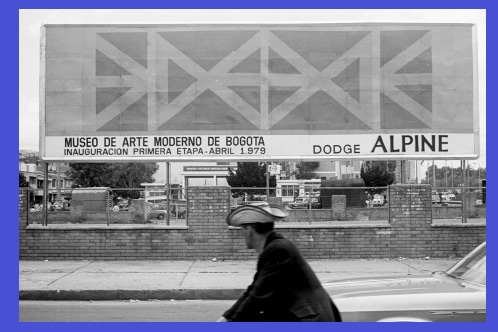 MUSEO DE ARTE MODERNO DE BOGOTA
INAUGURACION PRIMERA ETAPA-ABRIL 1.979
DODGE ALPINE